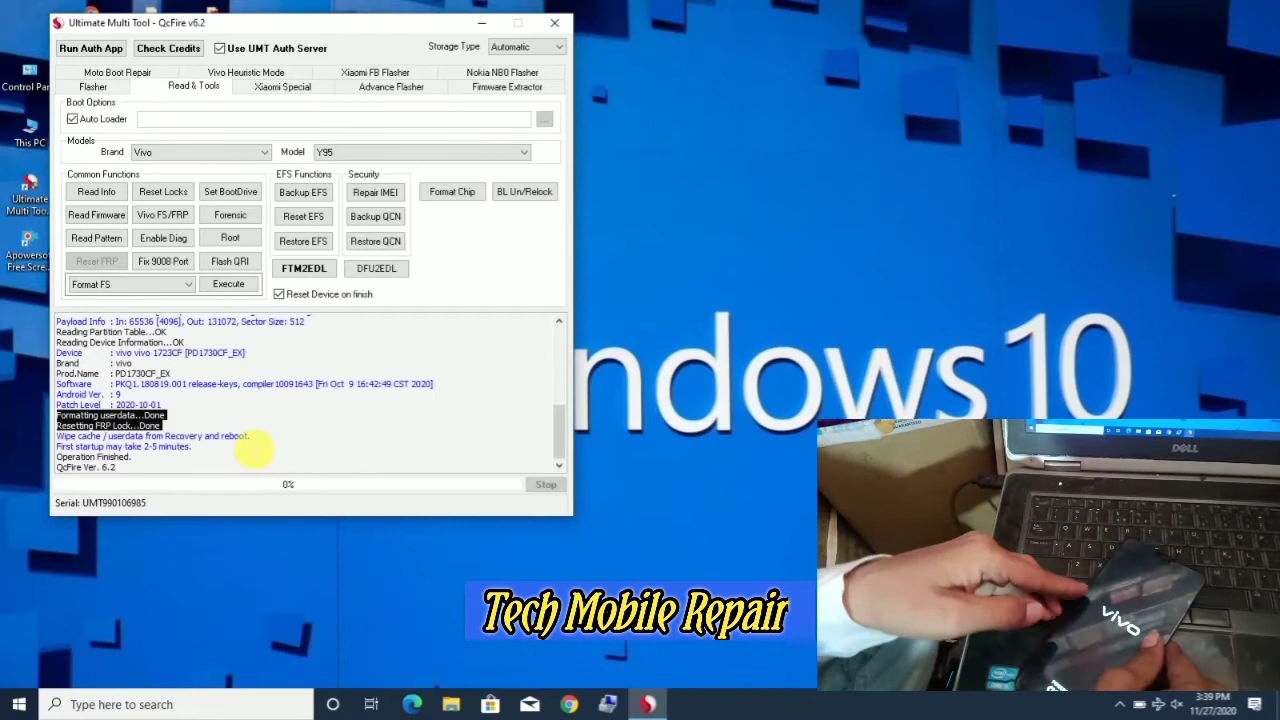 Ultimate Multi Tool - QcFire v6.2
Run Auth App Check Credits Use UMT Auth Server Storage Type Automatic
Moto Boot Repair Vivo Heuristic Mode Xiaomi FB Flasher Nokia NB0 Flasher
Flasher Read & Tools Xiaomi Special Advance Flasher Firmware Extractor
Boot Options
Auto Loader ...
Models
Brand Vivo Model Y95
Common Functions EFS Functions Security
Read Info Reset Locks Set BootDrive Backup EFS Repair IMEI Format Chip BL Un/Relock
Read Firmware Vivo FS/FRP Forensic Reset EFS Backup QCN
Read Pattern Enable Diag Root Restore EFS Restore QCN
Reset FRP Fix 9008 Port Flash QRI
FTM2EDL DFU2EDL
Format FS Execute
Reset Device on finish
Payload Info : In: 65536 [4096], Out: 131072, Sector Size: 512
Reading Partition Table...OK
Reading Device Information...OK
Device : vivo vivo 1723CF [PD1730CF_EX]
Brand : vivo
Prod.Name : PD1730CF_EX
Software : PKQ1.180819.001 release-keys, compiler10091643 [Fri Oct 9 16:42:49 CST 2020]
Android Ver. : 9
Patch Level : 2020-10-01
Formatting userdata...Done
Resetting FRP Lock...Done
Wipe cache / userdata from Recovery and reboot.
First startup may take 2-5 minutes.
Operation Finished.
QcFire Ver. 6.2
0% Stop
Serial: UMT990106985
Control Pan
This PC
Ultimate
Multi Too...
Apowersoft
Free Scre...
ndows 10
DELL
vivo
Tech Mobile Repair
Type here to search
3:39 PM
11/27/2020